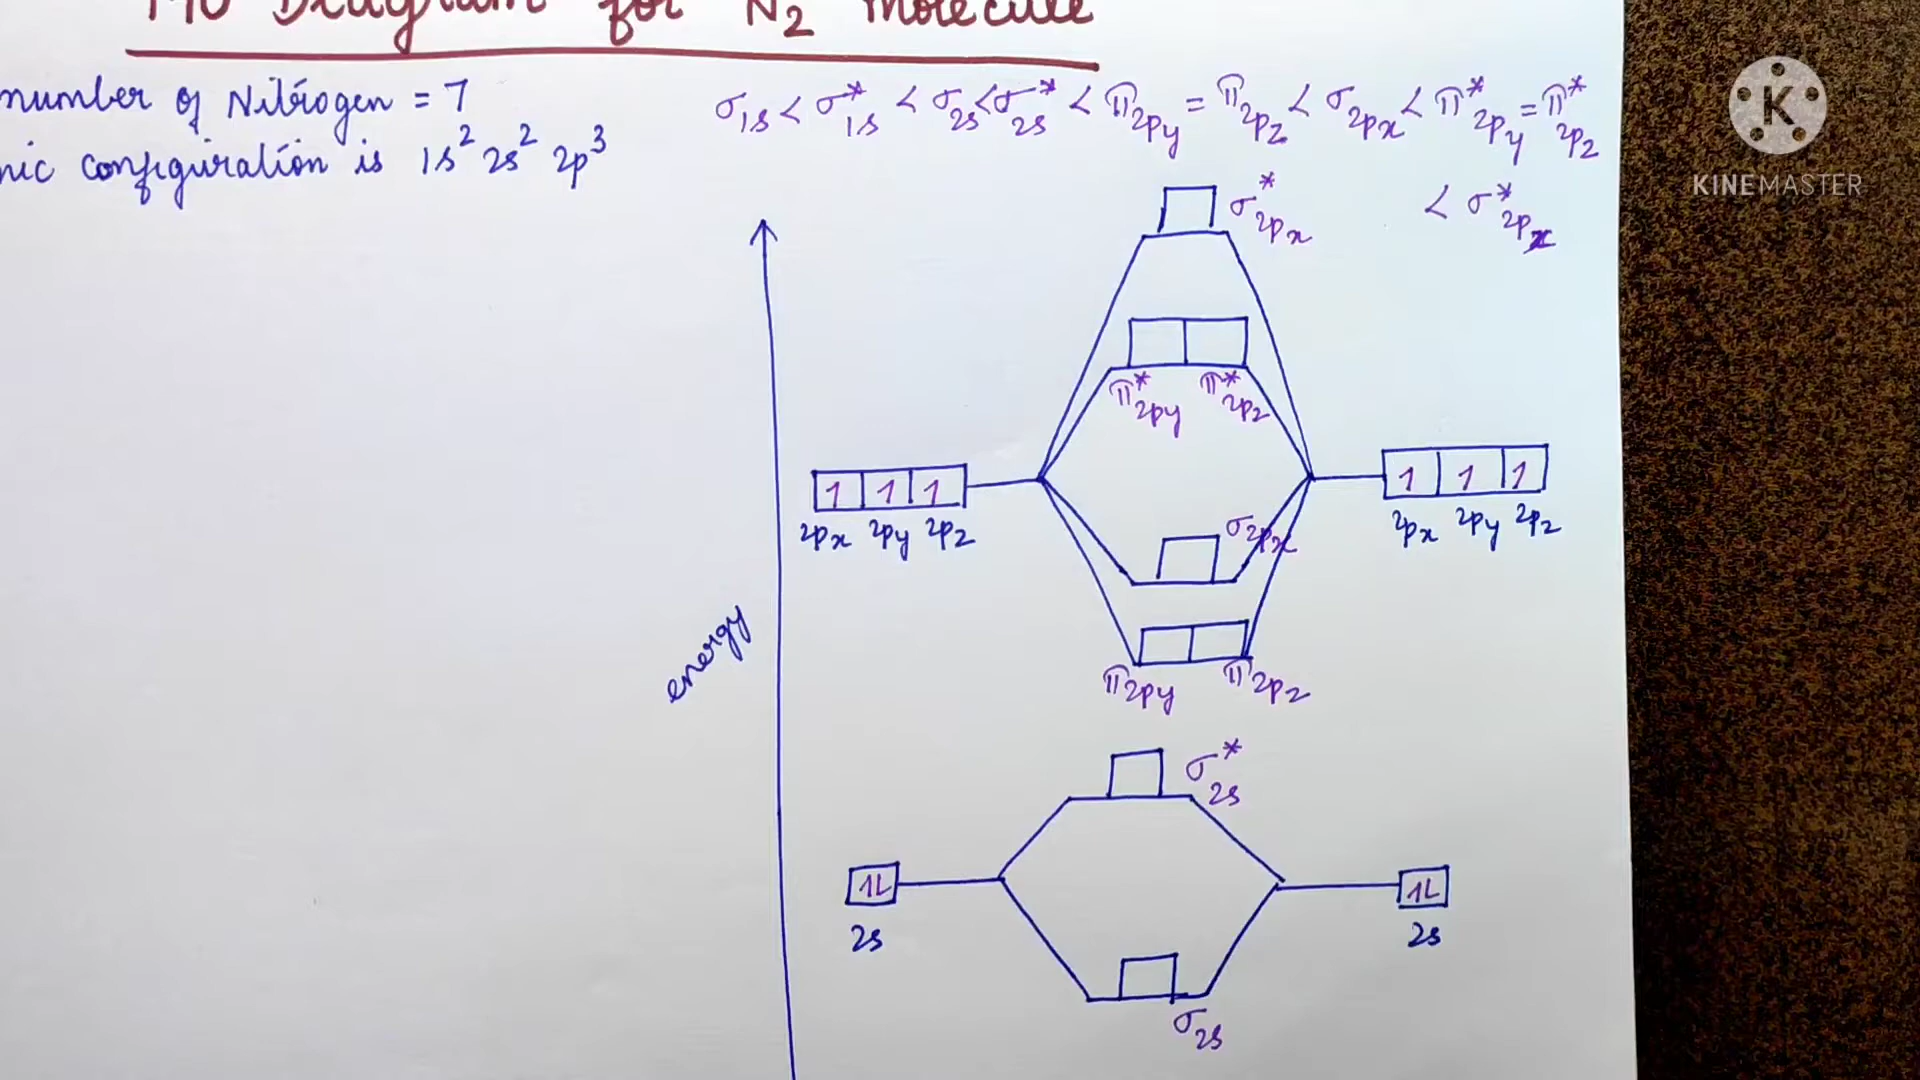 MO Diagram for N2 Molecule
number of Nitrogen = 7
nic configuration is 1s² 2s² 2p³
σ1s < σ*1s < σ2s < σ*2s < π2py = π2pz < σ2px < π*2py = π*2pz
< σ*2px
K
KINEMASTER
σ*2px
π*2py π*2pz
1 1 1
2px 2py 2pz
1 1 1
2px 2py 2pz
σ2px
energy
π2py π2pz
σ*2s
1L
2s
1L
2s
σ2s